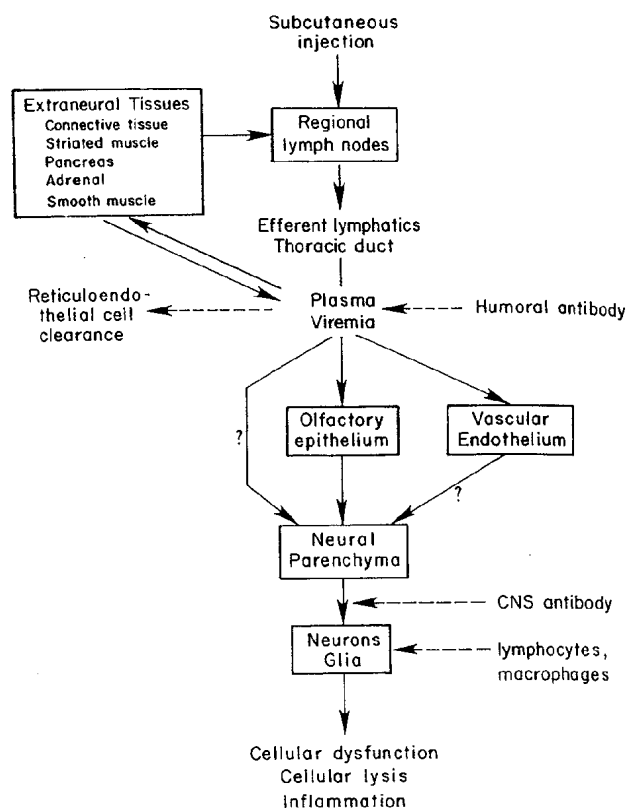 Subcutaneous
injection
Extraneural Tissues
Connective tissue
Striated muscle
Pancreas
Adrenal
Smooth muscle
Regional
lymph nodes
Efferent lymphatics
Thoracic duct
Reticuloendo-
thelial cell
clearance
Plasma
Viremia
Humoral antibody
?
Olfactory
epithelium
Vascular
Endothelium
?
Neural
Parenchyma
CNS antibody
Neurons
Glia
lymphocytes,
macrophages
Cellular dysfunction
Cellular lysis
Inflammation